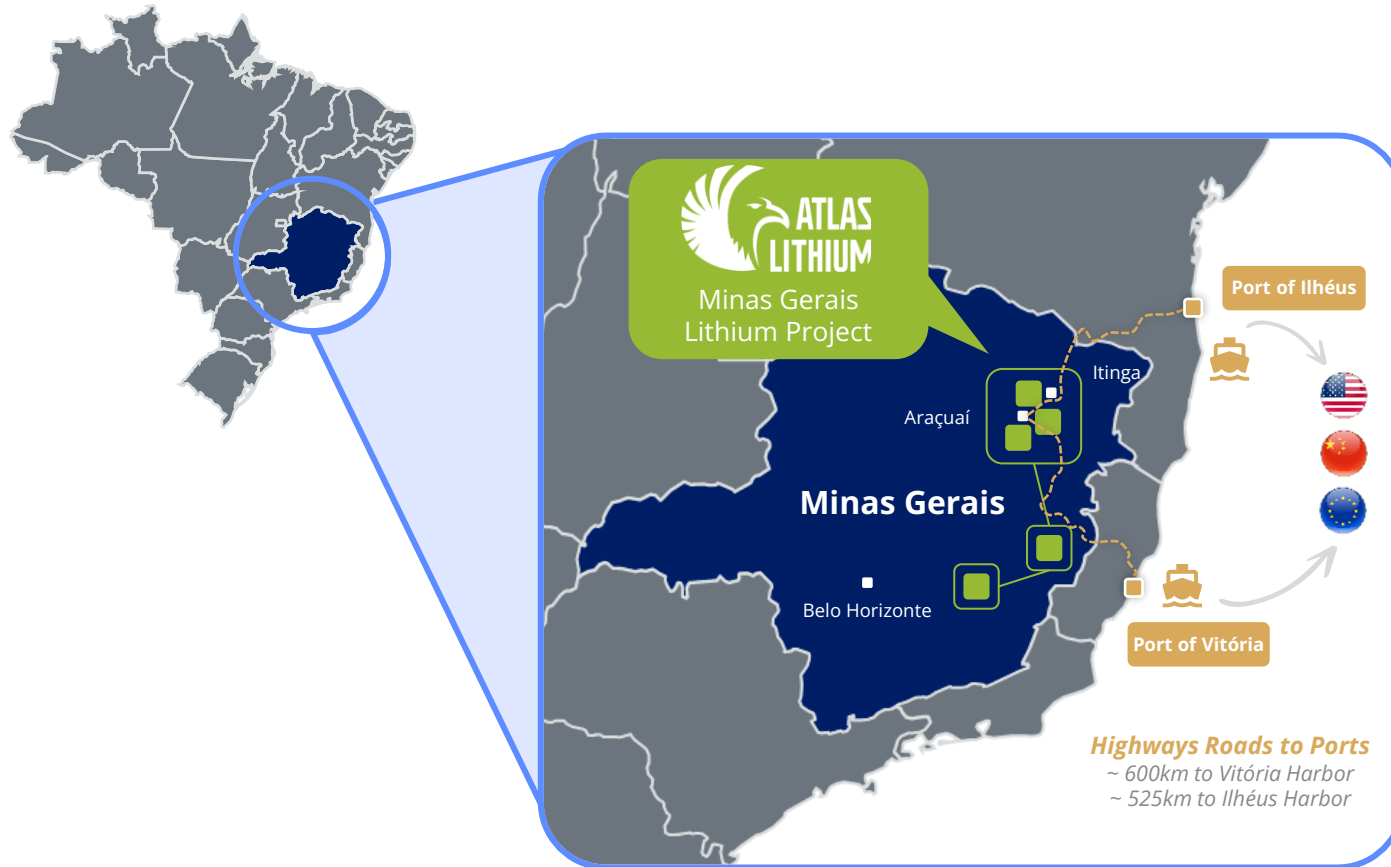 ATLAS
LITHIUM
Minas Gerais
Lithium Project
Port of Ilhéus
Itinga
Araçuaí
Minas Gerais
Belo Horizonte
Port of Vitória
Highways Roads to Ports
~ 600km to Vitória Harbor
~ 525km to Ilhéus Harbor